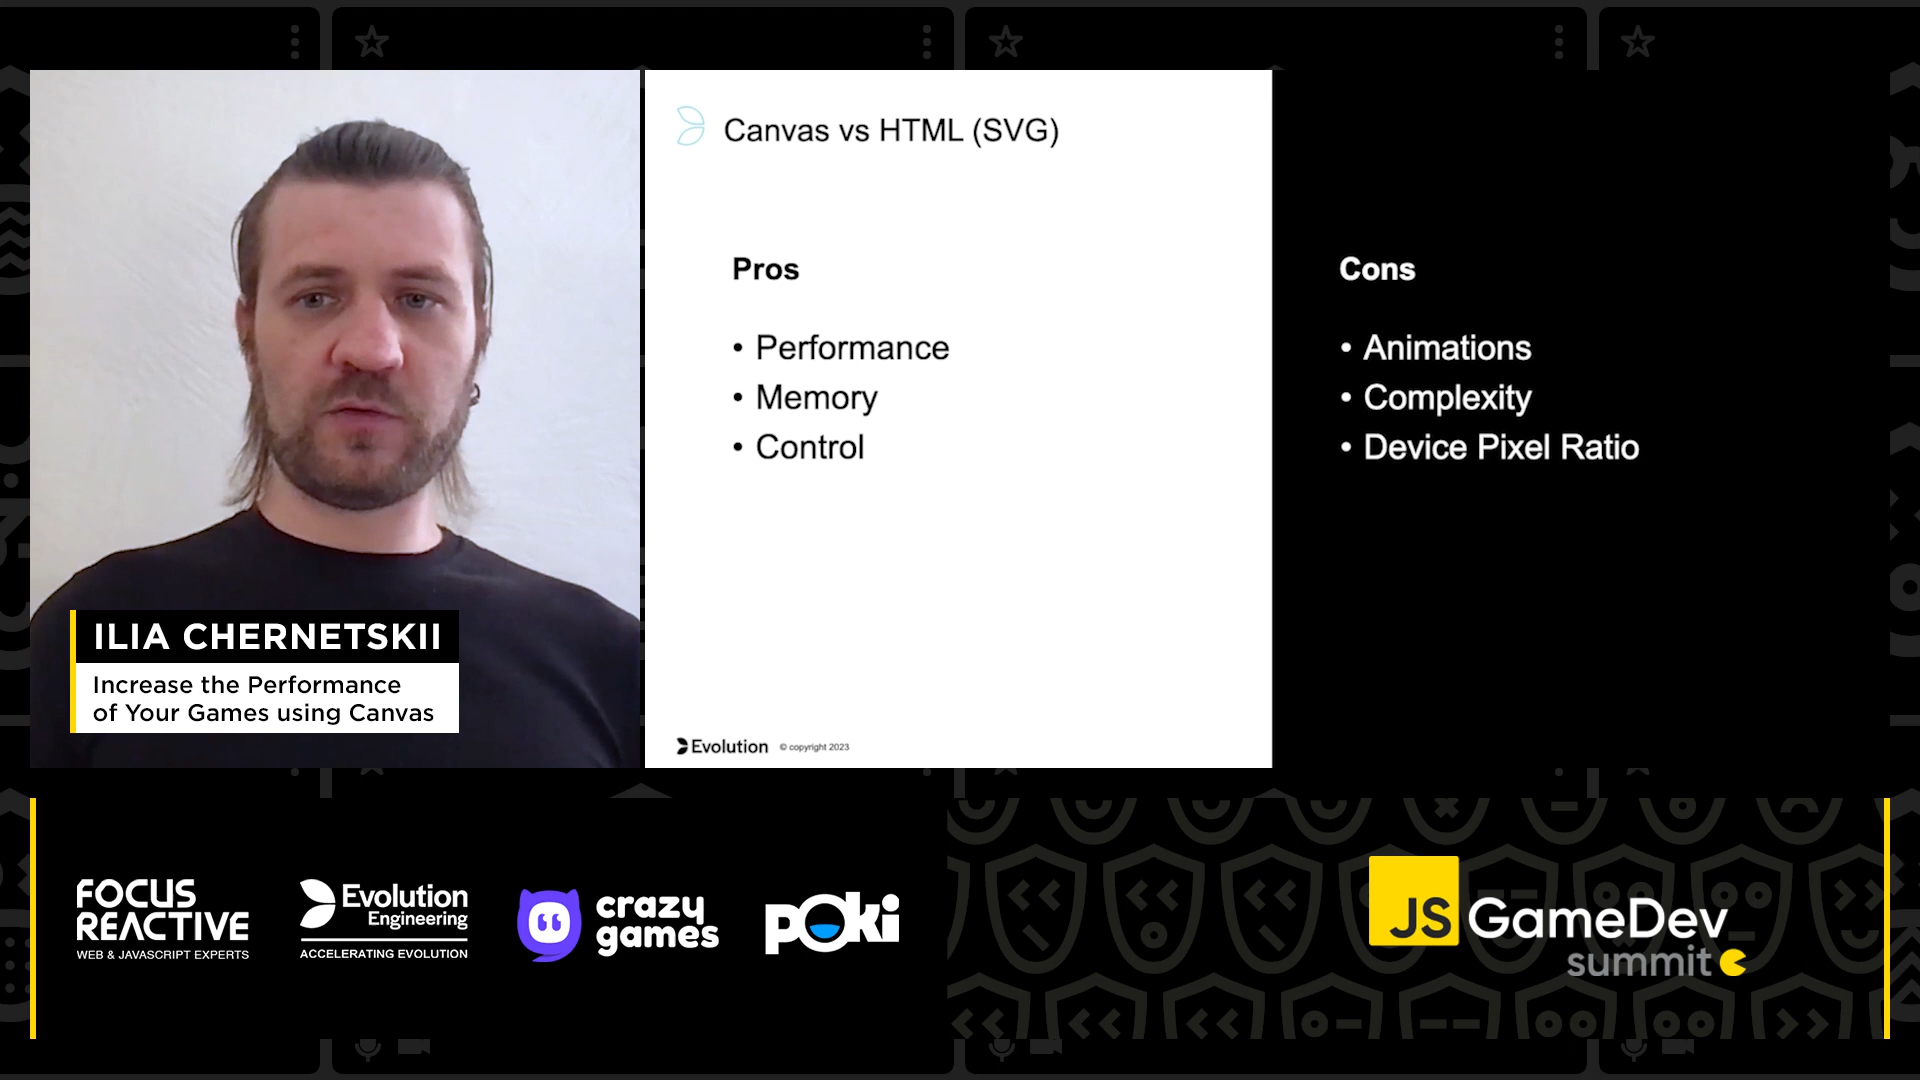 Canvas vs HTML (SVG)
Pros
• Performance
• Memory
• Control
Cons
• Animations
• Complexity
• Device Pixel Ratio
Evolution © copyright 2023
ILIA CHERNETSKII
Increase the Performance
of Your Games using Canvas
FOCUS
REACTIVE
WEB & JAVASCRIPT EXPERTS
Evolution
Engineering
ACCELERATING EVOLUTION
crazy
games
poki
JS GameDev
summit